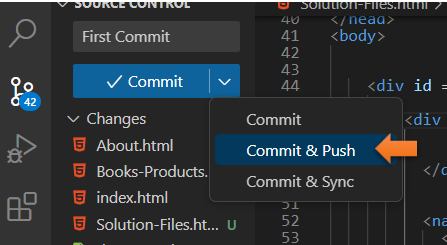 SOURCE CONTROL
Solution-Files.html
First Commit
Commit
Changes
About.html
Books-Products.
index.html
Solution-Files.ht... U
42
Commit
Commit & Push
Commit & Sync
40 </head>
41 <body>
42
43
44 <div id =
<div
</d
52
53 <na